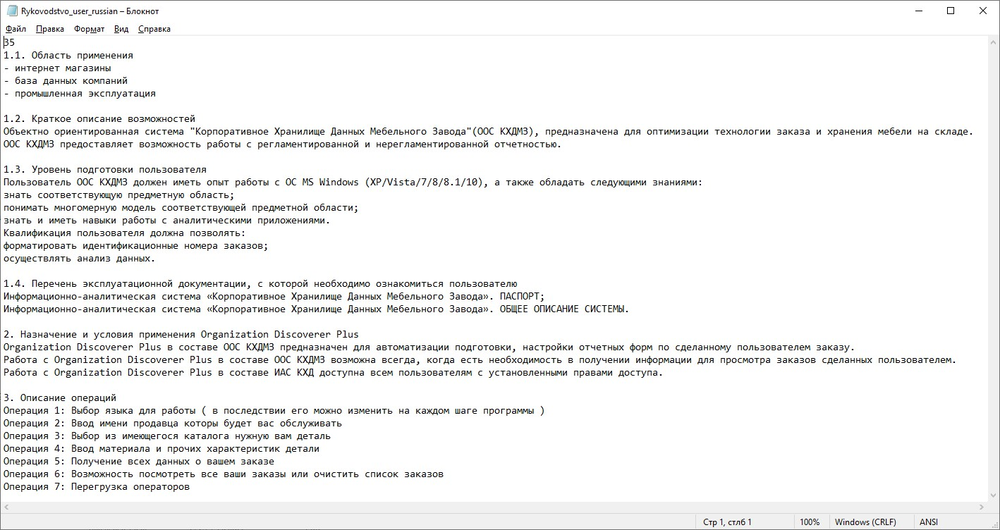 Rykovodstvo_user_russian – Блокнот
Файл Правка Формат Вид Справка
35
1.1. Область применения
- интернет магазины
- база данных компаний
- промышленная эксплуатация
1.2. Краткое описание возможностей
Объектно ориентированная система "Корпоративное Хранилище Данных Мебельного Завода"(ООС КХДМЗ), предназначена для оптимизации технологии заказа и хранения мебели на складе.
ООС КХДМЗ предоставляет возможность работы с регламентированной и нерегламентированной отчетностью.
1.3. Уровень подготовки пользователя
Пользователь ООС КХДМЗ должен иметь опыт работы с ОС MS Windows (XP/Vista/7/8/8.1/10), а также обладать следующими знаниями:
знать соответствующую предметную область;
понимать многомерную модель соответствующей предметной области;
знать и иметь навыки работы с аналитическими приложениями.
Квалификация пользователя должна позволять:
форматировать идентификационные номера заказов;
осуществлять анализ данных.
1.4. Перечень эксплуатационной документации, с которой необходимо ознакомиться пользователю
Информационно-аналитическая система «Корпоративное Хранилище Данных Мебельного Завода». ПАСПОРТ;
Информационно-аналитическая система «Корпоративное Хранилище Данных Мебельного Завода». ОБЩЕЕ ОПИСАНИЕ СИСТЕМЫ.
2. Назначение и условия применения Organization Discoverer Plus
Organization Discoverer Plus в составе ООС КХДМЗ предназначен для автоматизации подготовки, настройки отчетных форм по сделанному пользователем заказу.
Работа с Organization Discoverer Plus в составе ООС КХДМЗ возможна всегда, когда есть необходимость в получении информации для просмотра заказов сделанных пользователем.
Работа с Organization Discoverer Plus в составе ИАС КХД доступна всем пользователям с установленными правами доступа.
3. Описание операций
Операция 1: Выбор языка для работы ( в последствии его можно изменить на каждом шаге программы )
Операция 2: Ввод имени продавца которы будет вас обслуживать
Операция 3: Выбор из имеющегося каталога нужную вам деталь
Операция 4: Ввод материала и прочих характеристик детали
Операция 5: Получение всех данных о вашем заказе
Операция 6: Возможность посмотреть все ваши заказы или очистить список заказов
Операция 7: Перегрузка операторов
Стр 1, стлб 1 100% Windows (CRLF) ANSI